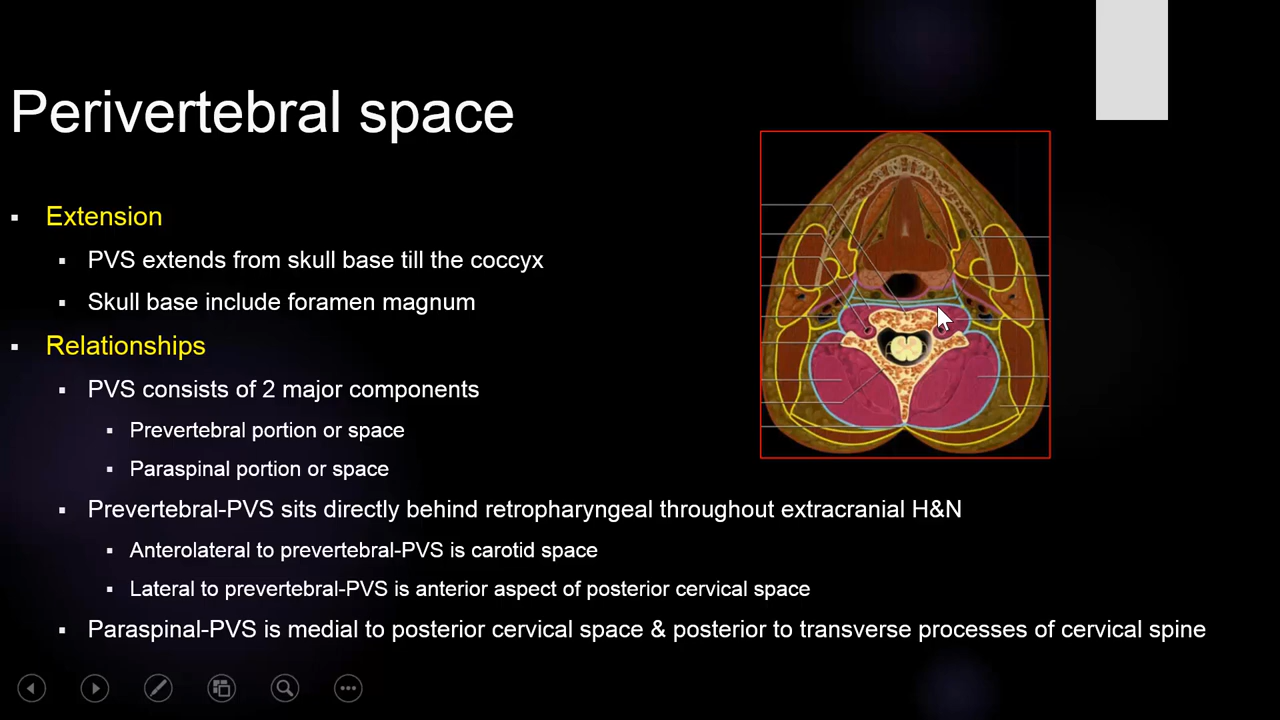 Perivertebral space
▪ Extension
▪ PVS extends from skull base till the coccyx
▪ Skull base include foramen magnum
▪ Relationships
▪ PVS consists of 2 major components
▪ Prevertebral portion or space
▪ Paraspinal portion or space
▪ Prevertebral-PVS sits directly behind retropharyngeal throughout extracranial H&N
▪ Anterolateral to prevertebral-PVS is carotid space
▪ Lateral to prevertebral-PVS is anterior aspect of posterior cervical space
▪ Paraspinal-PVS is medial to posterior cervical space & posterior to transverse processes of cervical spine